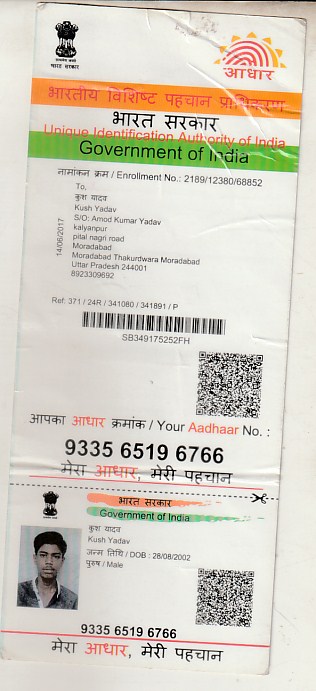 भारत सरकार
आधार
भारतीय विशिष्ट पहचान प्राधिकरण
भारत सरकार
Unique Identification Authority of India
Government of India
नामांकन क्रम / Enrollment No.: 2189/12380/68852
To,
कुश यादव
Kush Yadav
S/O: Amod Kumar Yadav
kalyanpur
pital nagri road
Moradabad
Moradabad Thakurdwara Moradabad
Uttar Pradesh 244001
8923309692
14/06/2017
Ref: 371 / 24R / 341080 / 341891 / P
SB349175252FH
आपका आधार क्रमांक / Your Aadhaar No. :
9335 6519 6766
मेरा आधार, मेरी पहचान
भारत सरकार
Government of India
कुश यादव
Kush Yadav
जन्म तिथि / DOB : 28/08/2002
पुरुष / Male
9335 6519 6766
मेरा आधार, मेरी पहचान